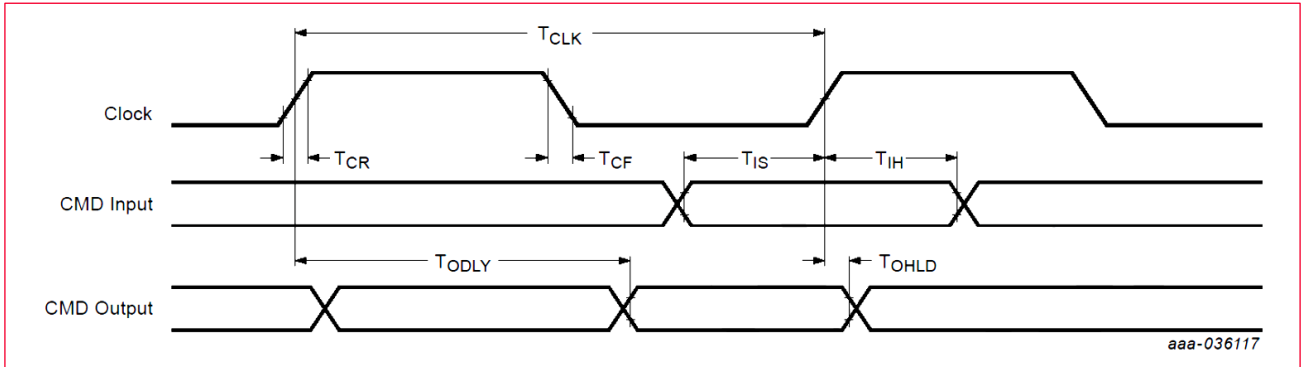 TCLK
Clock
TCR
TCF
TIS
TIH
CMD Input
TODLY
TOHLD
CMD Output
aaa-036117